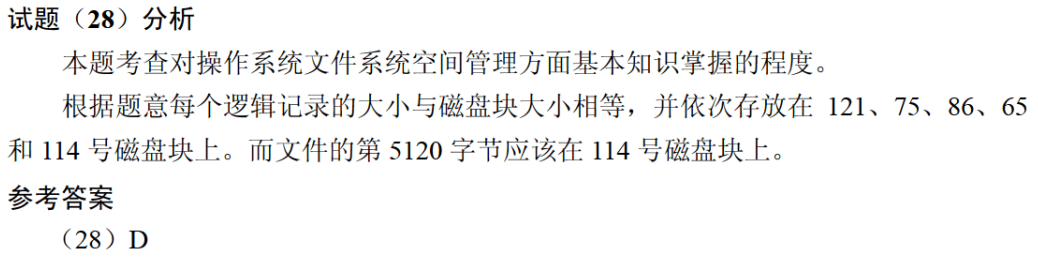 试题（28）分析
本题考查对操作系统文件系统空间管理方面基本知识掌握的程度。
根据题意每个逻辑记录的大小与磁盘块大小相等，并依次存放在 121、75、86、65
和 114 号磁盘块上。而文件的第 5120 字节应该在 114 号磁盘块上。
参考答案
（28）D